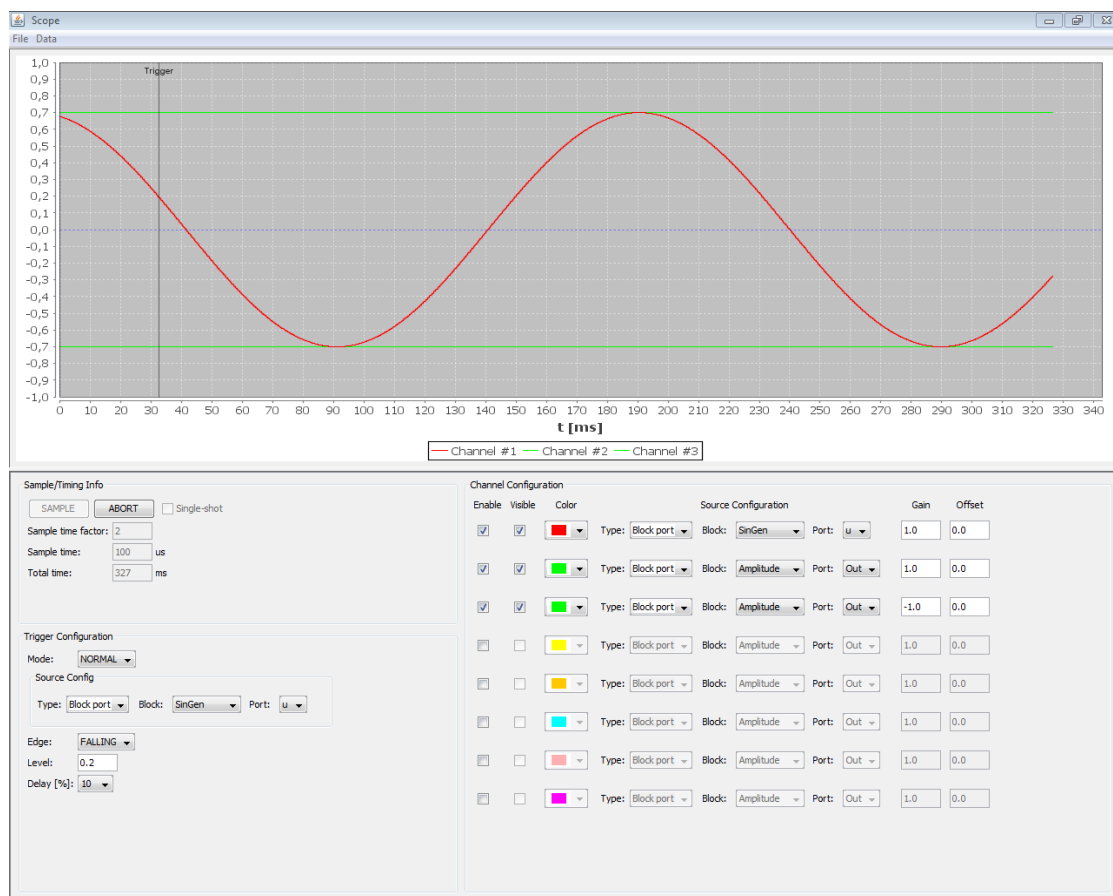 Scope
File Data
Trigger
1,0
0,9
0,8
0,7
0,6
0,5
0,4
0,3
0,2
0,1
0,0
-0,1
-0,2
-0,3
-0,4
-0,5
-0,6
-0,7
-0,8
-0,9
-1,0
0 10 20 30 40 50 60 70 80 90 100 110 120 130 140 150 160 170 180 190 200 210 220 230 240 250 260 270 280 290 300 310 320 330 340
t [ms]
Channel #1 Channel #2 Channel #3
Sample/Timing Info
SAMPLE ABORT Single-shot
Sample time factor: 2
Sample time: 100 us
Total time: 327 ms
Trigger Configuration
Mode: NORMAL
Source Config
Type: Block port Block: SinGen Port: u
Edge: FALLING
Level: 0.2
Delay [%]: 10
Channel Configuration
Enable Visible Color Source Configuration Gain Offset
Type: Block port Block: SinGen Port: u 1.0 0.0
Type: Block port Block: Amplitude Port: Out 1.0 0.0
Type: Block port Block: Amplitude Port: Out -1.0 0.0
Type: Block port Block: Amplitude Port: Out 1.0 0.0
Type: Block port Block: Amplitude Port: Out 1.0 0.0
Type: Block port Block: Amplitude Port: Out 1.0 0.0
Type: Block port Block: Amplitude Port: Out 1.0 0.0
Type: Block port Block: Amplitude Port: Out 1.0 0.0